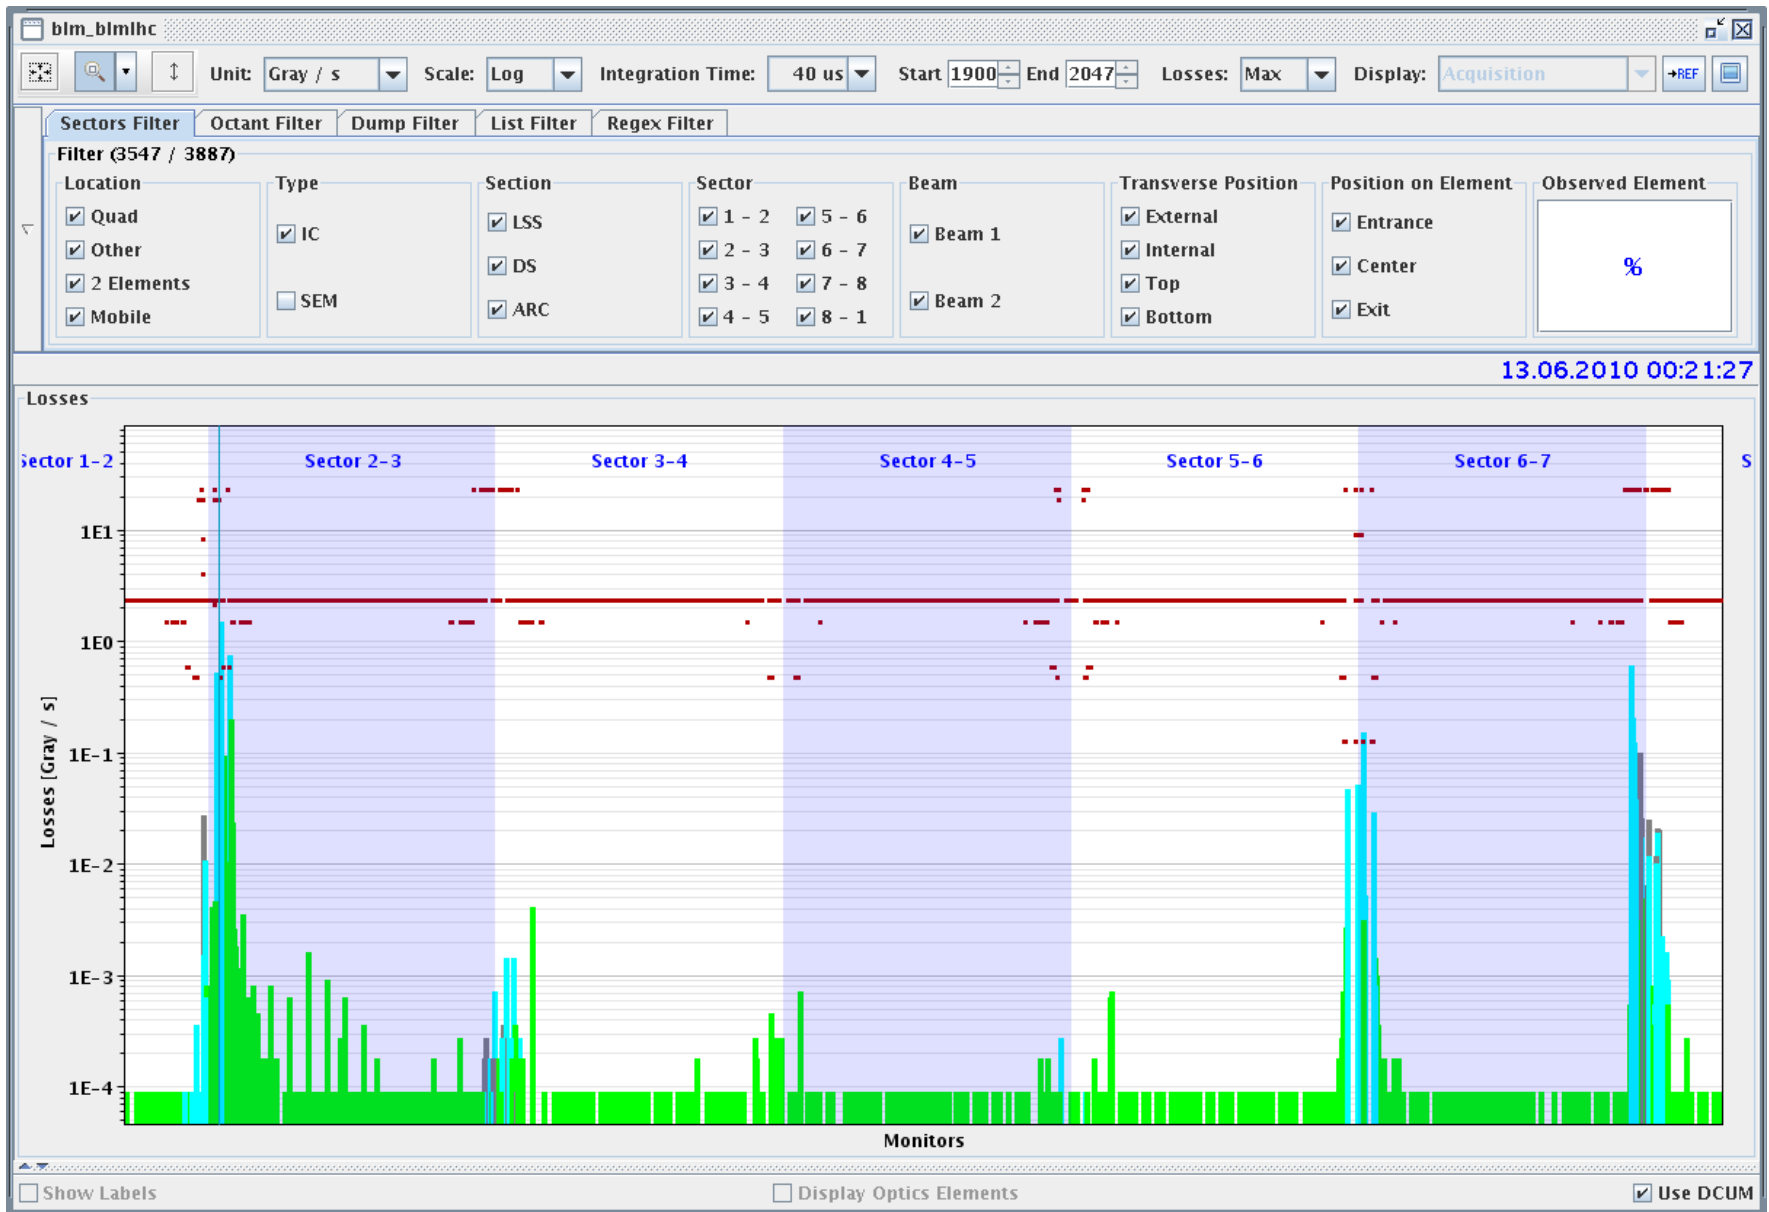 blm_blmlhc
Unit: Gray / s Scale: Log Integration Time: 40 us Start 1900 End 2047 Losses: Max Display: Acquisition →REF
Sectors Filter Octant Filter Dump Filter List Filter Regex Filter
Filter (3547 / 3887)
Location Type Section Sector Beam Transverse Position Position on Element Observed Element
Quad
Other
2 Elements
Mobile
IC
SEM
LSS
DS
ARC
1 - 2 5 - 6
2 - 3 6 - 7
3 - 4 7 - 8
4 - 5 8 - 1
Beam 1
Beam 2
External
Internal
Top
Bottom
Entrance
Center
Exit
%
13.06.2010 00:21:27
Losses
Sector 1-2 Sector 2-3 Sector 3-4 Sector 4-5 Sector 5-6 Sector 6-7 S
1E1
1E0
1E-1
1E-2
1E-3
1E-4
Losses [Gray / s]
Monitors
Show Labels Display Optics Elements Use DCUM